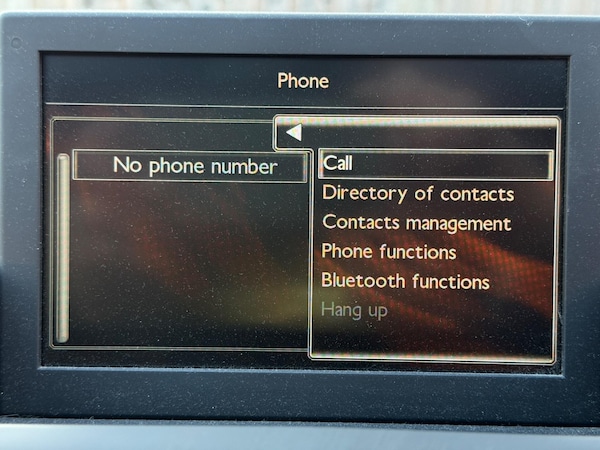 Phone
No phone number
Call
Directory of contacts
Contacts management
Phone functions
Bluetooth functions
Hang up